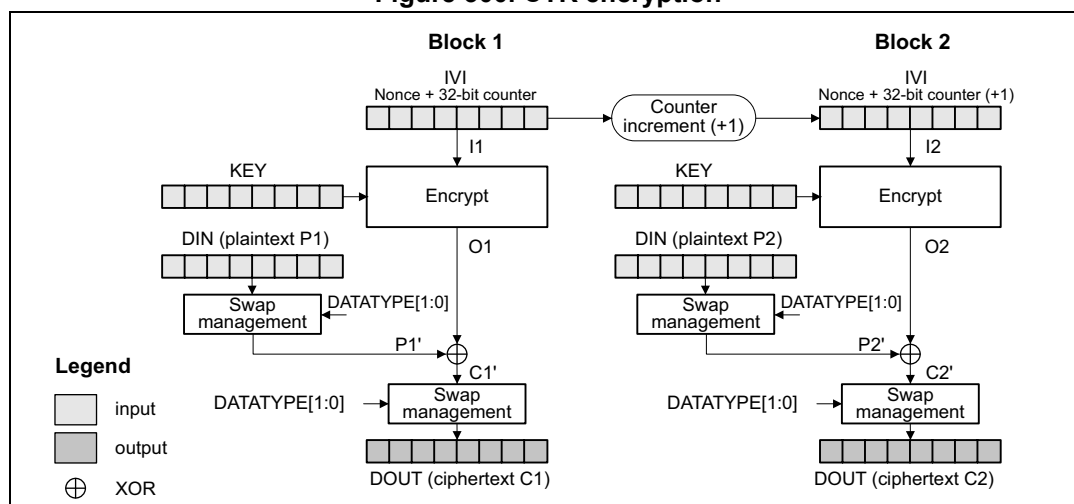 Block 1
Block 2
IVI
Nonce + 32-bit counter
Counter
increment (+1)
IVI
Nonce + 32-bit counter (+1)
I1
I2
KEY
Encrypt
KEY
Encrypt
DIN (plaintext P1)
O1
DIN (plaintext P2)
O2
Swap
management
DATATYPE[1:0]
Swap
management
DATATYPE[1:0]
P1'
P2'
Legend
C1'
C2'
input
DATATYPE[1:0]
Swap
management
DATATYPE[1:0]
Swap
management
output
XOR
DOUT (ciphertext C1)
DOUT (ciphertext C2)